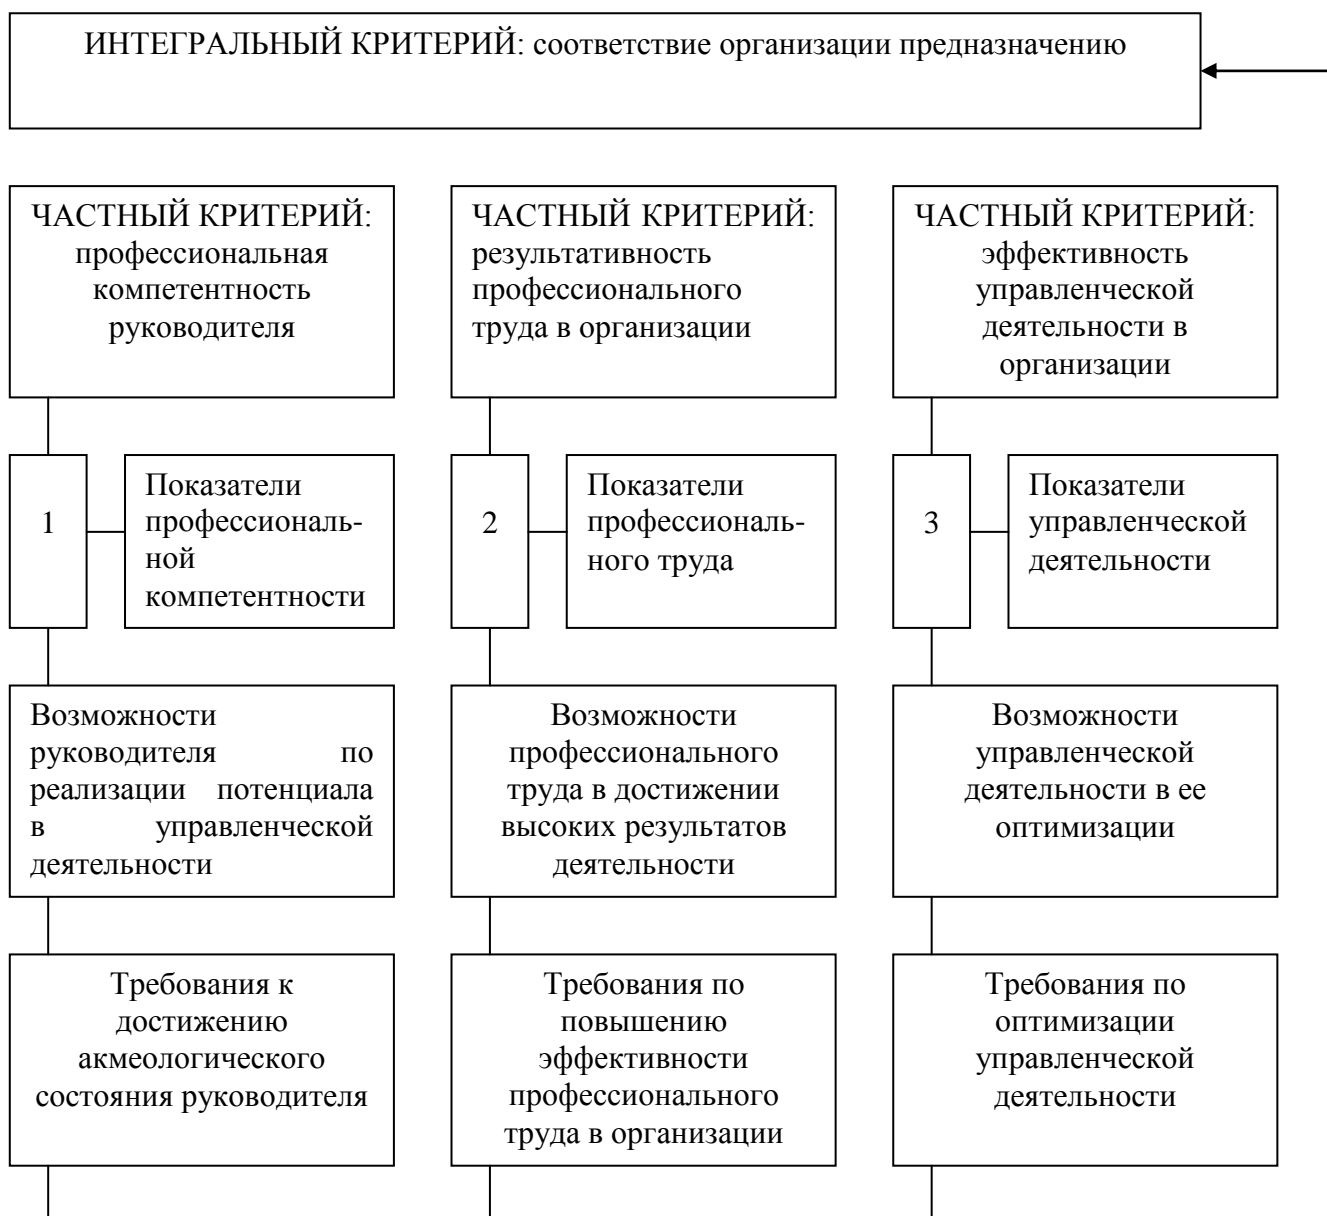 ИНТЕГРАЛЬНЫЙ КРИТЕРИЙ: соответствие организации предназначению
ЧАСТНЫЙ КРИТЕРИЙ:
профессиональная
компетентность
руководителя
ЧАСТНЫЙ КРИТЕРИЙ:
результативность
профессионального
труда в организации
ЧАСТНЫЙ КРИТЕРИЙ:
эффективность
управленческой
деятельности в
организации
1
Показатели
профессиональ-
ной
компетентности
2
Показатели
профессиональ-
ного труда
3
Показатели
управленческой
деятельности
Возможности
руководителя по
реализации потенциала
в управленческой
деятельности
Возможности
профессионального
труда в достижении
высоких результатов
деятельности
Возможности
управленческой
деятельности в ее
оптимизации
Требования к
достижению
акмеологического
состояния руководителя
Требования по
повышению
эффективности
профессионального
труда в организации
Требования по
оптимизации
управленческой
деятельности